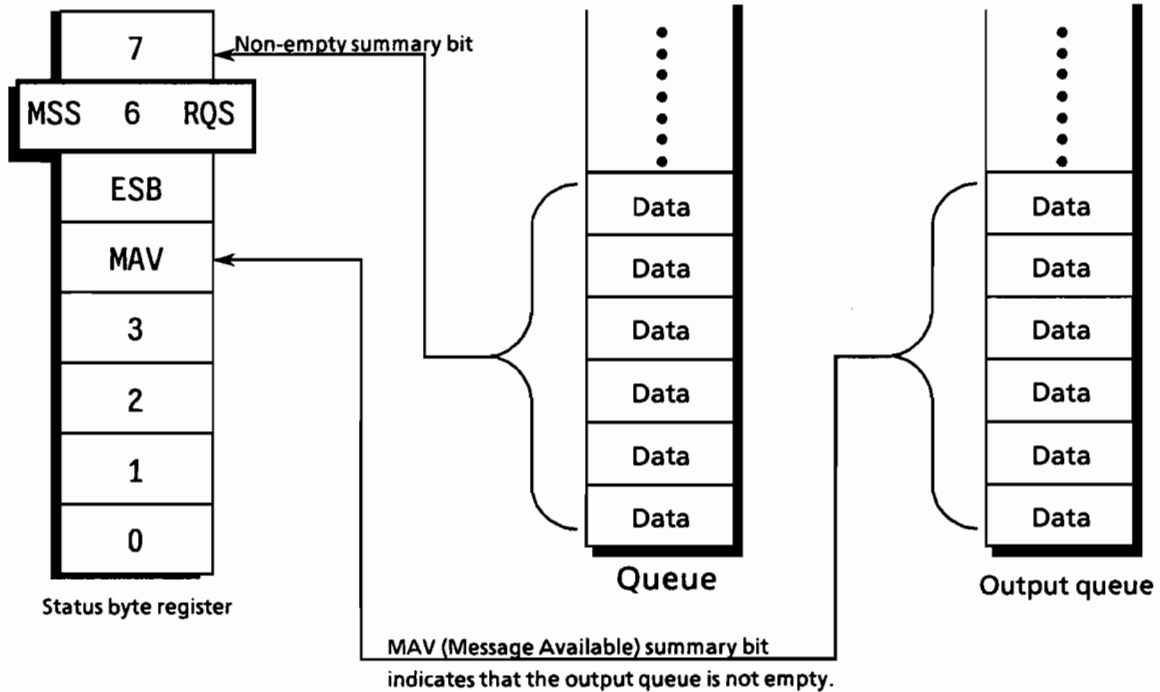 7
Non-empty summary bit
MSS 6 RQS
ESB
MAV
3
2
1
0
Status byte register
Data
Data
Data
Data
Data
Data
Queue
Data
Data
Data
Data
Data
Data
Output queue
MAV (Message Available) summary bit
indicates that the output queue is not empty.